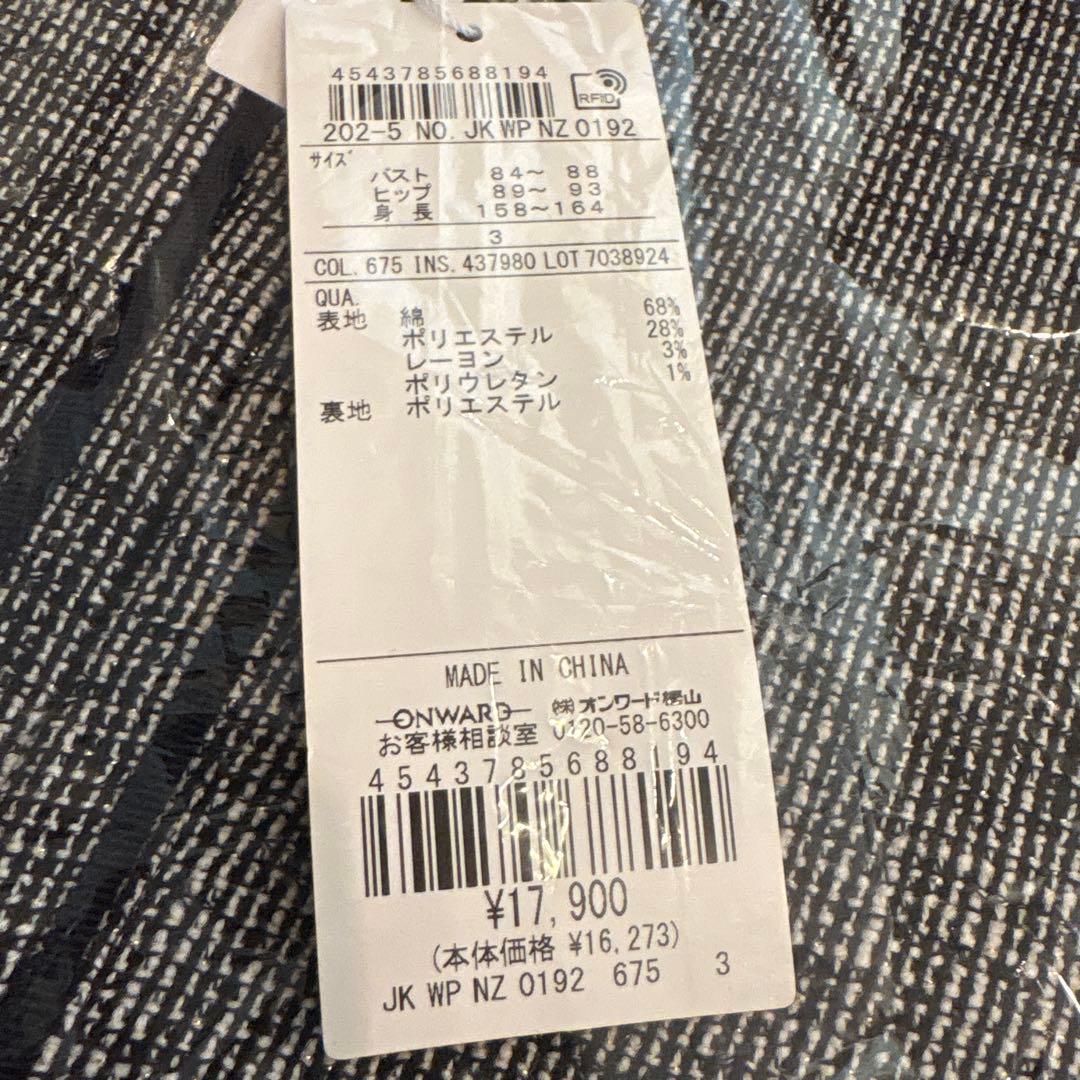 4543785688194
RFID
202-5 NO. JK WP NZ 0192
サイズ
バスト 84～ 88
ヒップ 89～ 93
身 長 158～164
3
COL. 675 INS. 437980 LOT 7038924
QUA.
表地 綿 68%
ポリエステル 28%
レーヨン 3%
ポリウレタン 1%
裏地 ポリエステル
MADE IN CHINA
ONWARD ㈱オンワード樫山
お客様相談室 0120-58-6300
4543785688194
¥17,900
(本体価格 ¥16,273)
JK WP NZ 0192 675 3